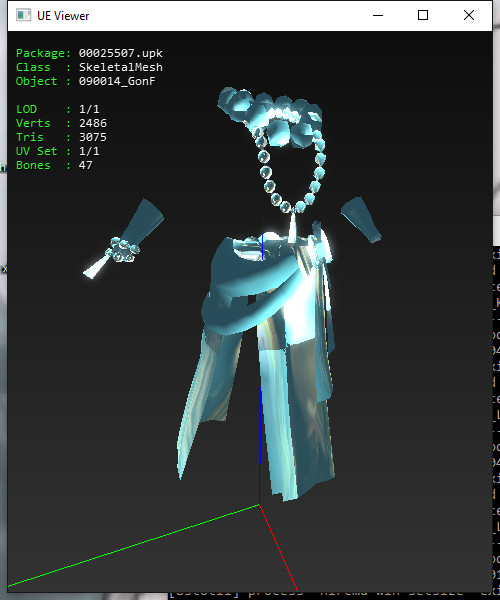 UE Viewer
Package: 00025507.upk
Class : SkeletalMesh
Object : 090014_GonF
LOD : 1/1
Verts : 2486
Tris : 3075
UV Set : 1/1
Bones : 47